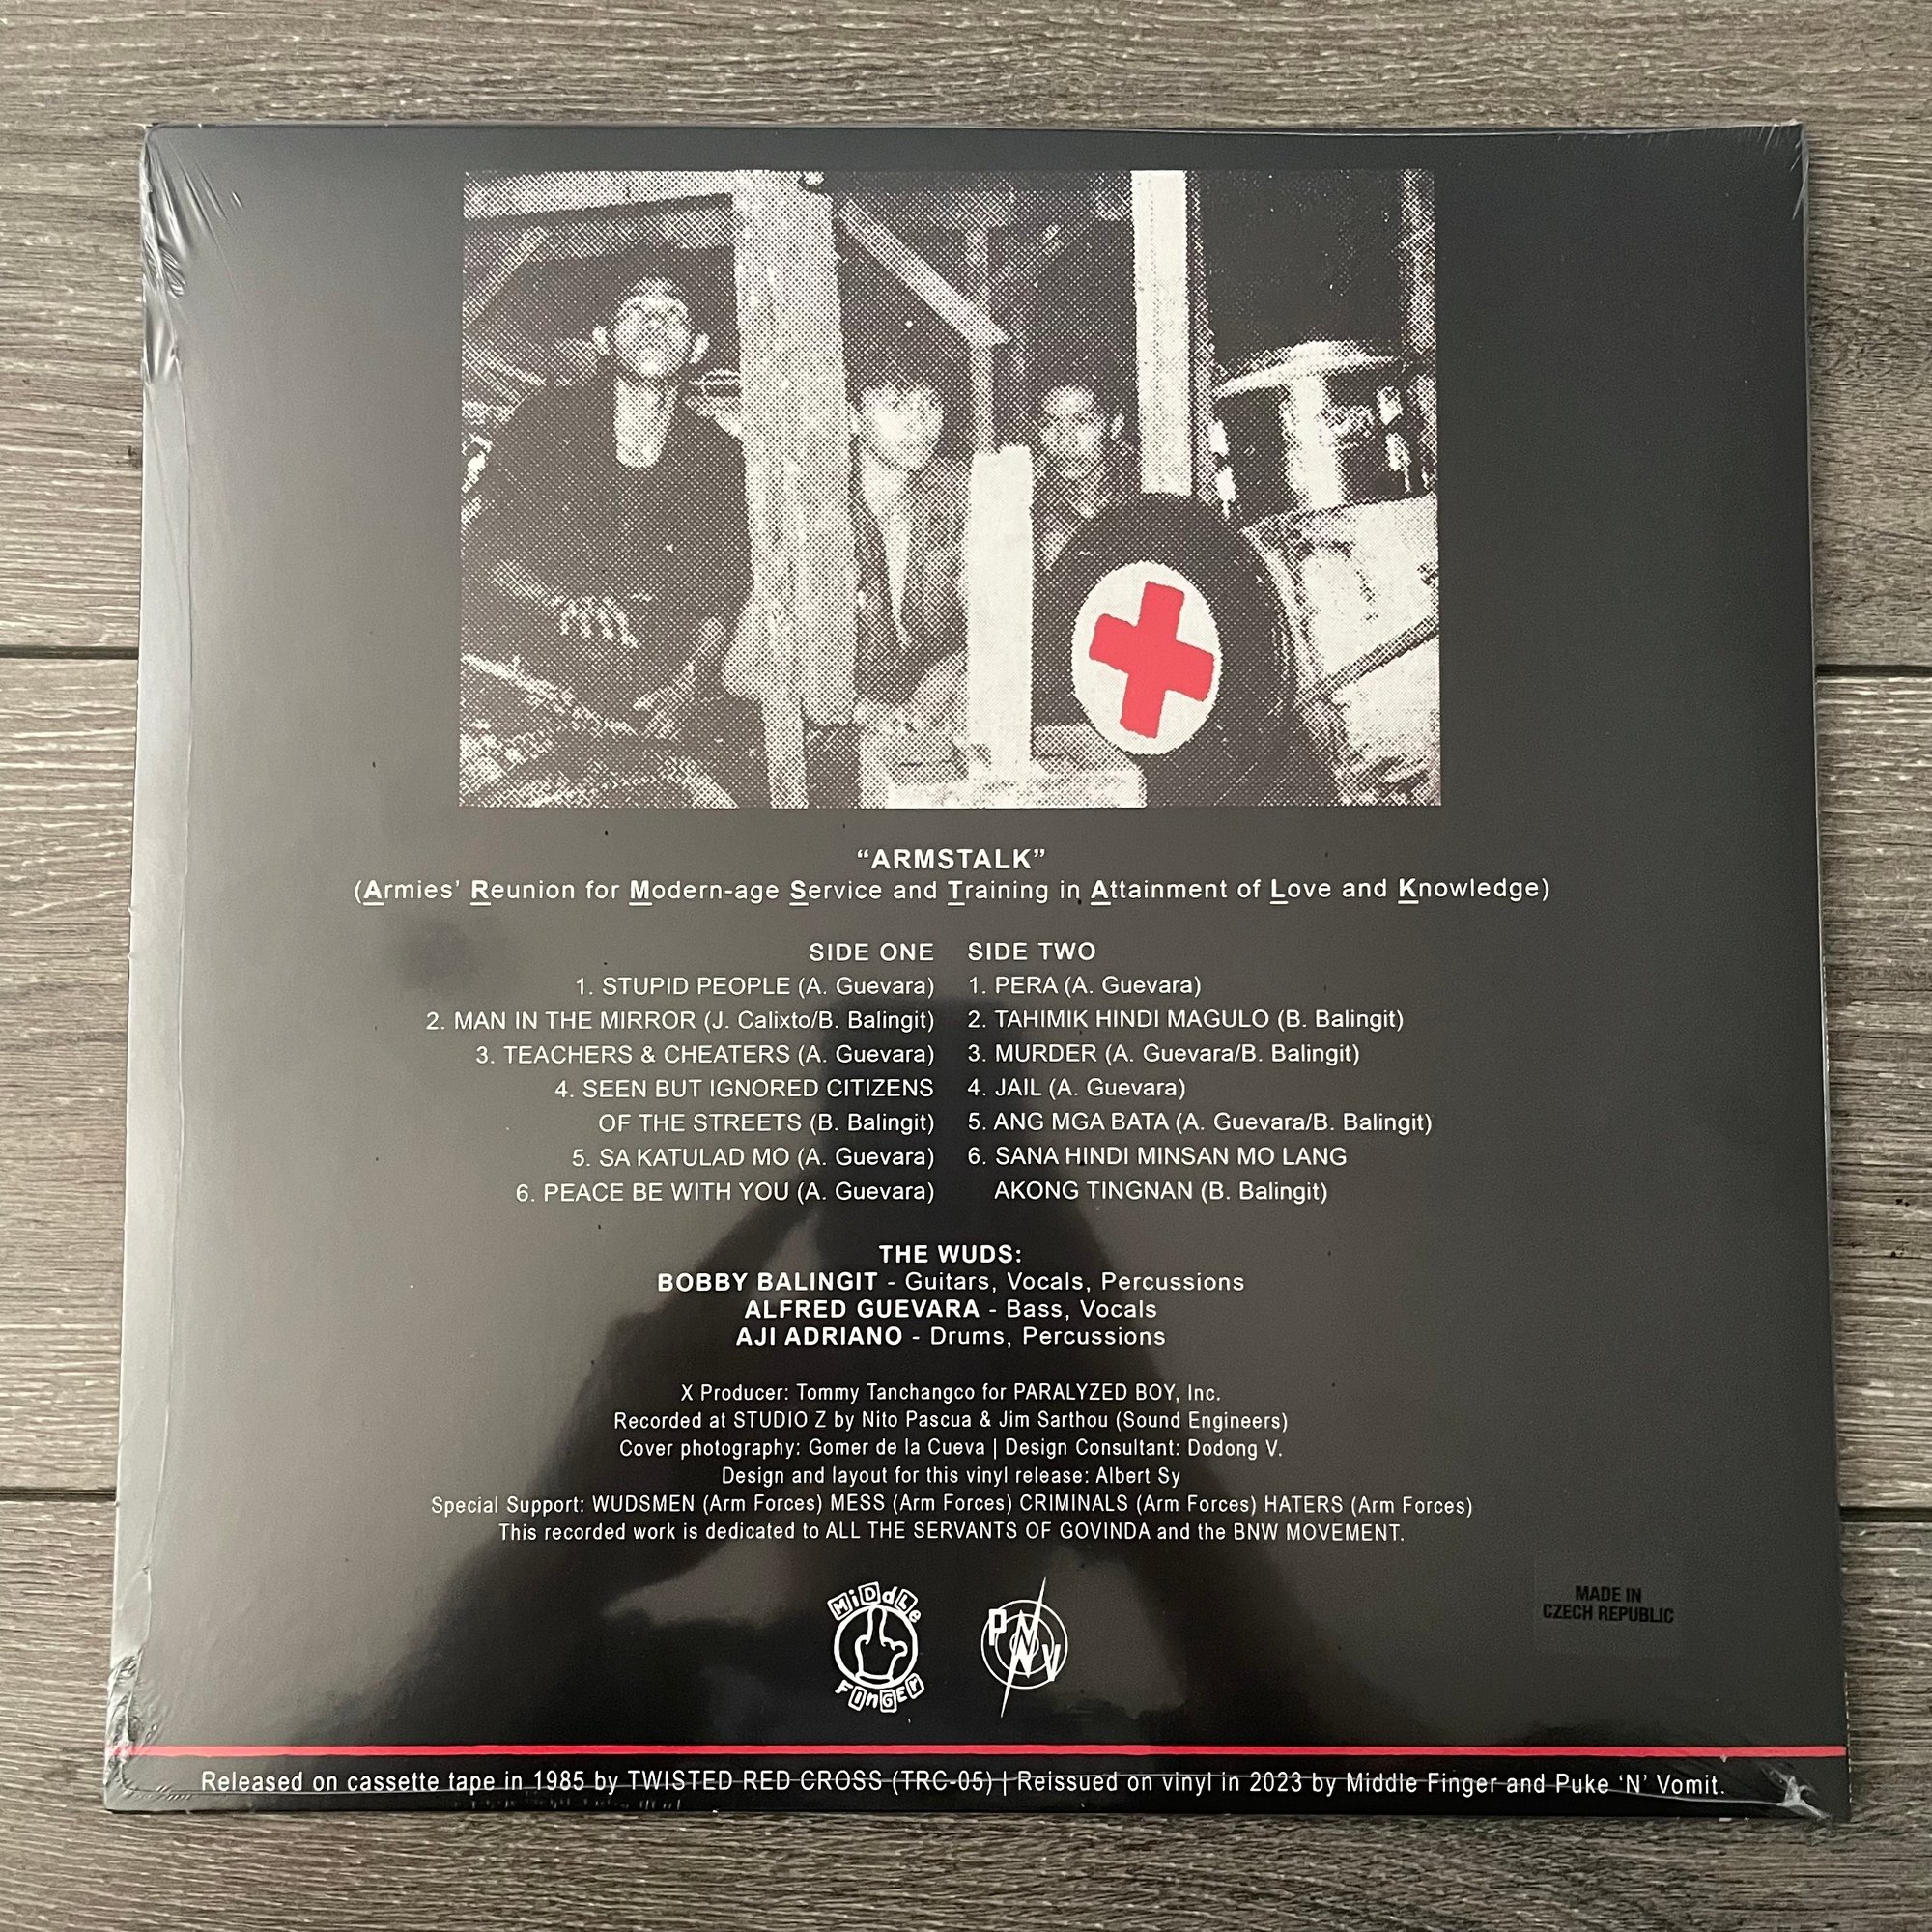 “ARMSTALK”
(Armies’ Reunion for Modern-age Service and Training in Attainment of Love and Knowledge)
SIDE ONE
1. STUPID PEOPLE (A. Guevara)
2. MAN IN THE MIRROR (J. Calixto/B. Balingit)
3. TEACHERS & CHEATERS (A. Guevara)
4. SEEN BUT IGNORED CITIZENS
OF THE STREETS (B. Balingit)
5. SA KATULAD MO (A. Guevara)
6. PEACE BE WITH YOU (A. Guevara)
SIDE TWO
1. PERA (A. Guevara)
2. TAHIMIK HINDI MAGULO (B. Balingit)
3. MURDER (A. Guevara/B. Balingit)
4. JAIL (A. Guevara)
5. ANG MGA BATA (A. Guevara/B. Balingit)
6. SANA HINDI MINSAN MO LANG
AKONG TINGNAN (B. Balingit)
THE WUDS:
BOBBY BALINGIT - Guitars, Vocals, Percussions
ALFRED GUEVARA - Bass, Vocals
AJI ADRIANO - Drums, Percussions
X Producer: Tommy Tanchangco for PARALYZED BOY, Inc.
Recorded at STUDIO Z by Nito Pascua & Jim Sarthou (Sound Engineers)
Cover photography: Gomer de la Cueva | Design Consultant: Dodong V.
Design and layout for this vinyl release: Albert Sy
Special Support: WUDSMEN (Arm Forces) MESS (Arm Forces) CRIMINALS (Arm Forces) HATERS (Arm Forces)
This recorded work is dedicated to ALL THE SERVANTS OF GOVINDA and the BNW MOVEMENT.
MiDdLe
FinGEr
PNV
MADE IN
CZECH REPUBLIC
Released on cassette tape in 1985 by TWISTED RED CROSS (TRC-05) | Reissued on vinyl in 2023 by Middle Finger and Puke ‘N’ Vomit.